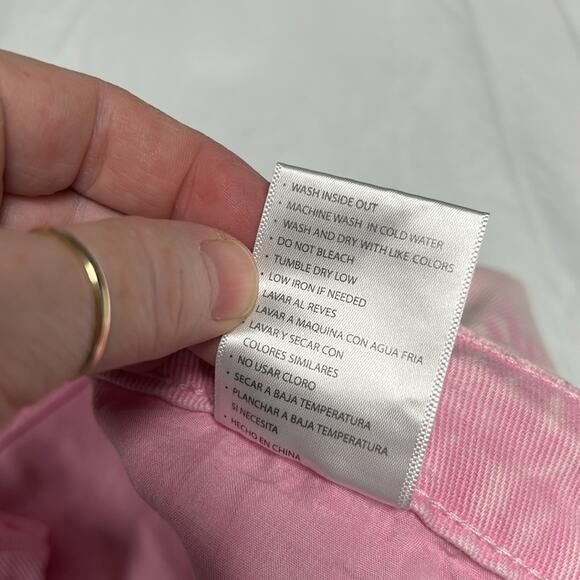 • WASH INSIDE OUT
• MACHINE WASH IN COLD WATER
WASH AND DRY WITH LIKE COLORS
• DO NOT BLEACH
TUMBLE DRY LOW
LOW IRON IF NEEDED
LAVAR AL REVES
LAVAR A MAQUINA CON AGUA FRIA
• LAVAR Y SECAR CON
COLORES SIMILARES
• NO USAR CLORO
• SECAR A BAJA TEMPERATURA
• PLANCHAR A BAJA TEMPERATURA
SI NECESITA
• HECHO EN CHINA